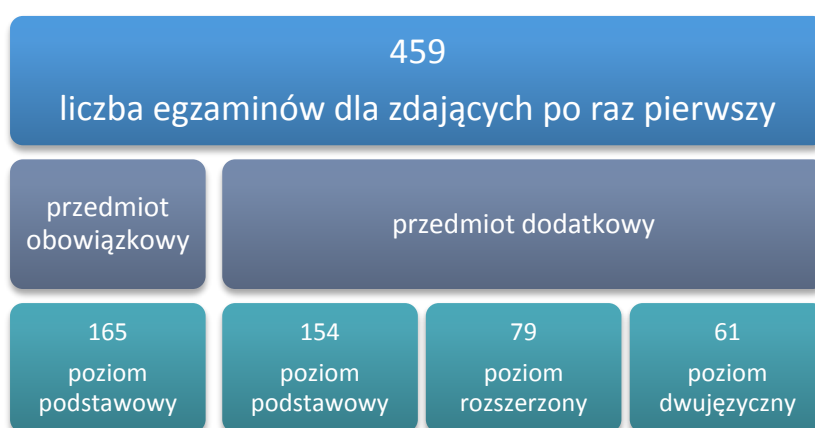 459
liczba egzaminów dla zdających po raz pierwszy
przedmiot
obowiązkowy
przedmiot dodatkowy
165
poziom
podstawowy
154
poziom
podstawowy
79
poziom
rozszerzony
61
poziom
dwujęzyczny